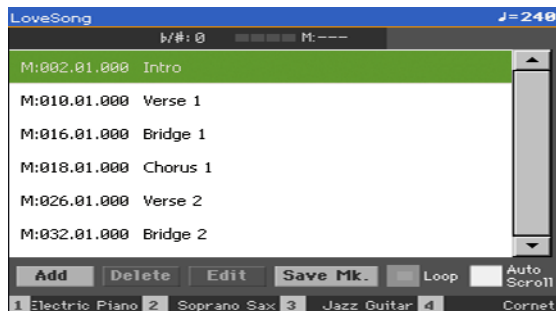 LoveSong ♩=240
b/#: 0 M:---
M:002.01.000 Intro
M:010.01.000 Verse 1
M:016.01.000 Bridge 1
M:018.01.000 Chorus 1
M:026.01.000 Verse 2
M:032.01.000 Bridge 2
Add Delete Edit Save Mk. Loop Auto Scroll
1 Electric Piano 2 Soprano Sax 3 Jazz Guitar 4 Cornet